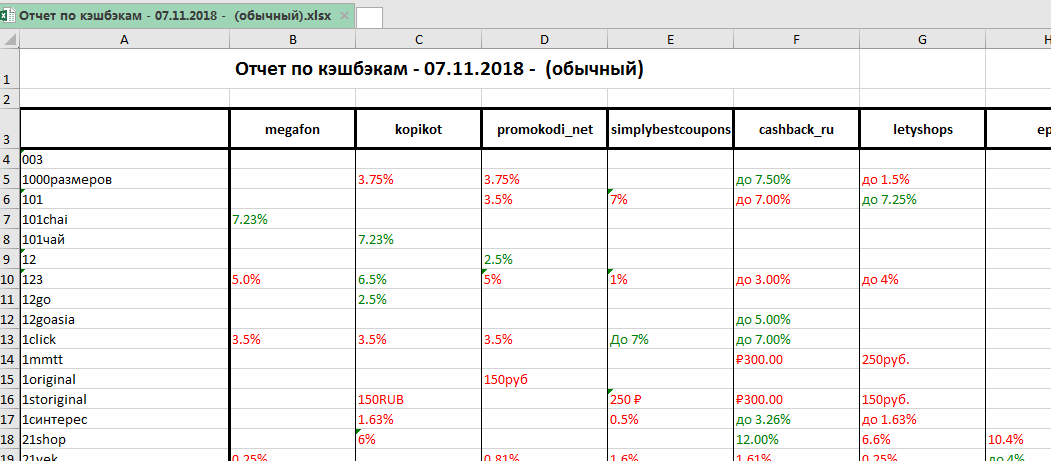 Отчет по кэшбэкам - 07.11.2018 - (обычный).xlsx
A B C D E F G H
1 Отчет по кэшбэкам - 07.11.2018 - (обычный)
2
3 megafon kopikot promokodi_net simplybestcoupons cashback_ru letyshops ep
4 003
5 1000размеров 3.75% 3.75% до 7.50% до 1.5%
6 101 3.5% 7% до 7.00% до 7.25%
7 101chai 7.23%
8 101чай 7.23%
9 12 2.5%
10 123 5.0% 6.5% 5% 1% до 3.00% до 4%
11 12go 2.5%
12 12goasia до 5.00%
13 1click 3.5% 3.5% 3.5% До 7% до 7.00%
14 1mmtt ₽300.00 250руб.
15 1original 150руб
16 1storiginal 150RUB 250 ₽ ₽300.00 150руб.
17 1синтерес 1.63% 0.5% до 3.26% до 1.63%
18 21shop 6% 12.00% 6.6% 10.4%
19 21vek 0.25% 0.81% 1.6% 1.61% 0.25% до 4%